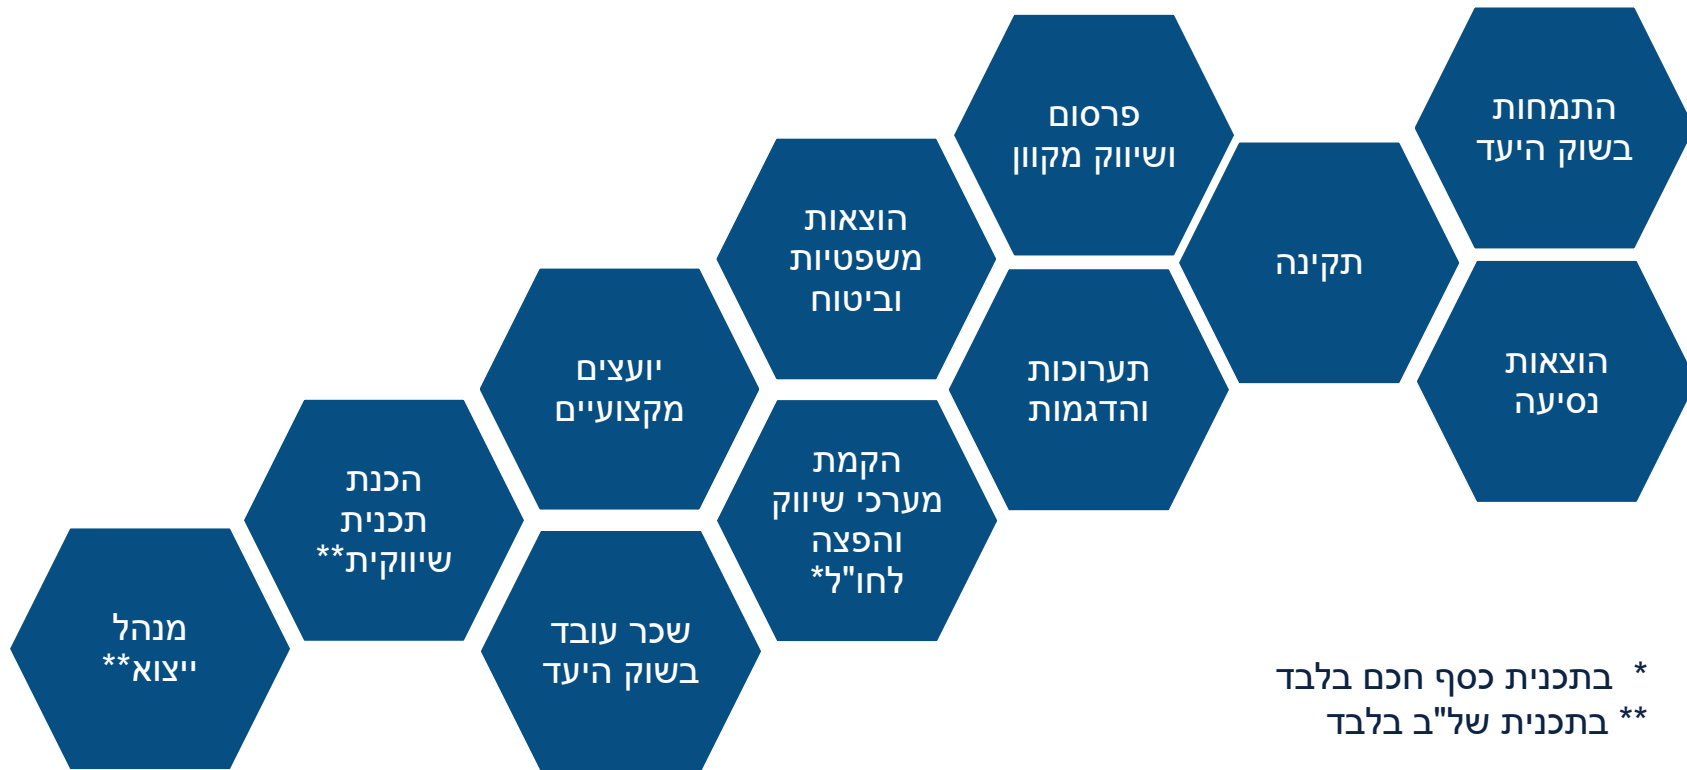 התמחות
בשוק היעד
הוצאות
נסיעה
תקינה
פרסום
ושיווק מקוון
תערוכות
והדגמות
הוצאות
משפטיות
וביטוח
הקמת
מערכי שיווק
והפצה
לחו"ל*
יועצים
מקצועיים
שכר עובד
בשוק היעד
הכנת
תכנית
שיווקית**
מנהל
ייצוא**
* בתכנית כסף חכם בלבד
** בתכנית של"ב בלבד